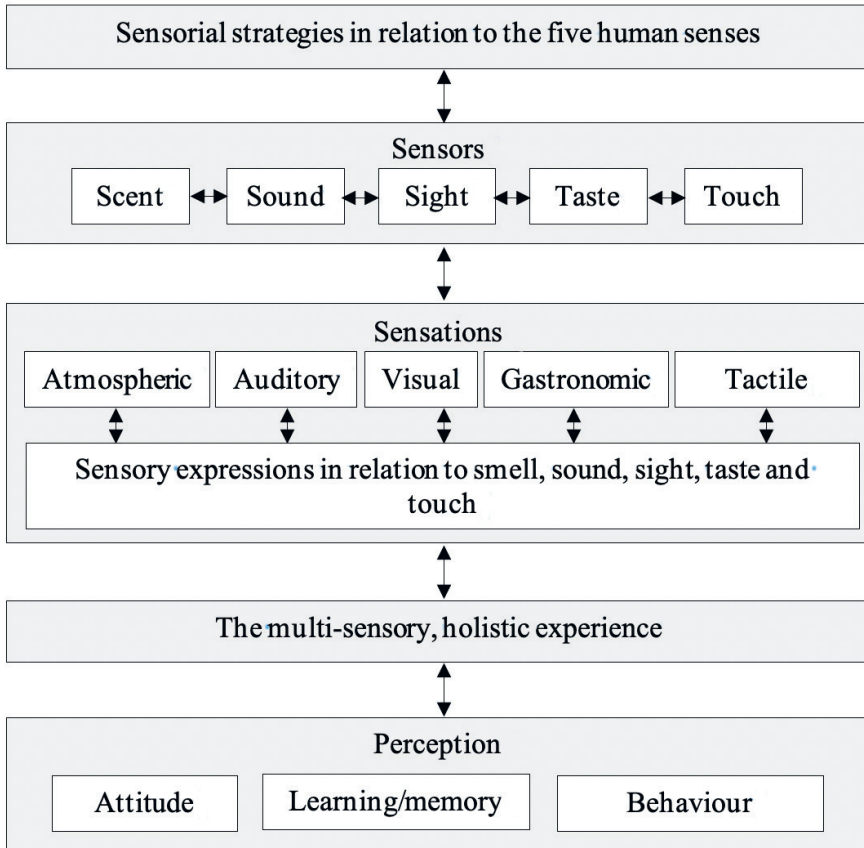 Sensorial strategies in relation to the five human senses
Sensors
Scent
Sound
Sight
Taste
Touch
Sensations
Atmospheric
Auditory
Visual
Gastronomic
Tactile
Sensory expressions in relation to smell, sound, sight, taste and
touch
The multi-sensory, holistic experience
Perception
Attitude
Learning/memory
Behaviour